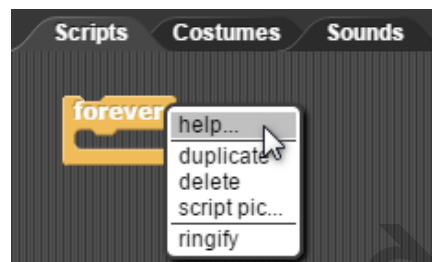 Scripts Costumes Sounds
forever
help...
duplicate
delete
script pic...
ringify